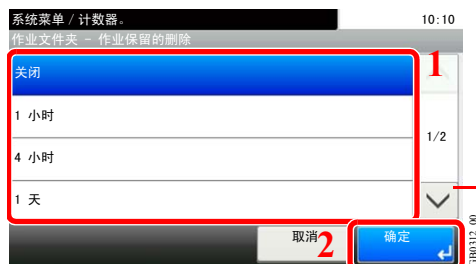 系统菜单 / 计数器。 10:10
作业文件夹 - 作业保留的删除
关闭
1
1 小时
1/2
4 小时
1 天
取消
2
确定